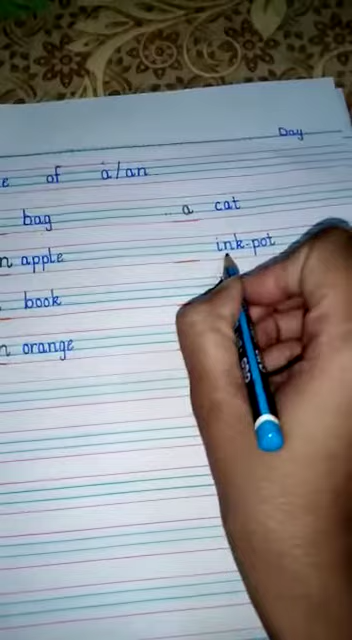 Day
e of a/an
bag a cat
n apple ink-pot
book
n orange